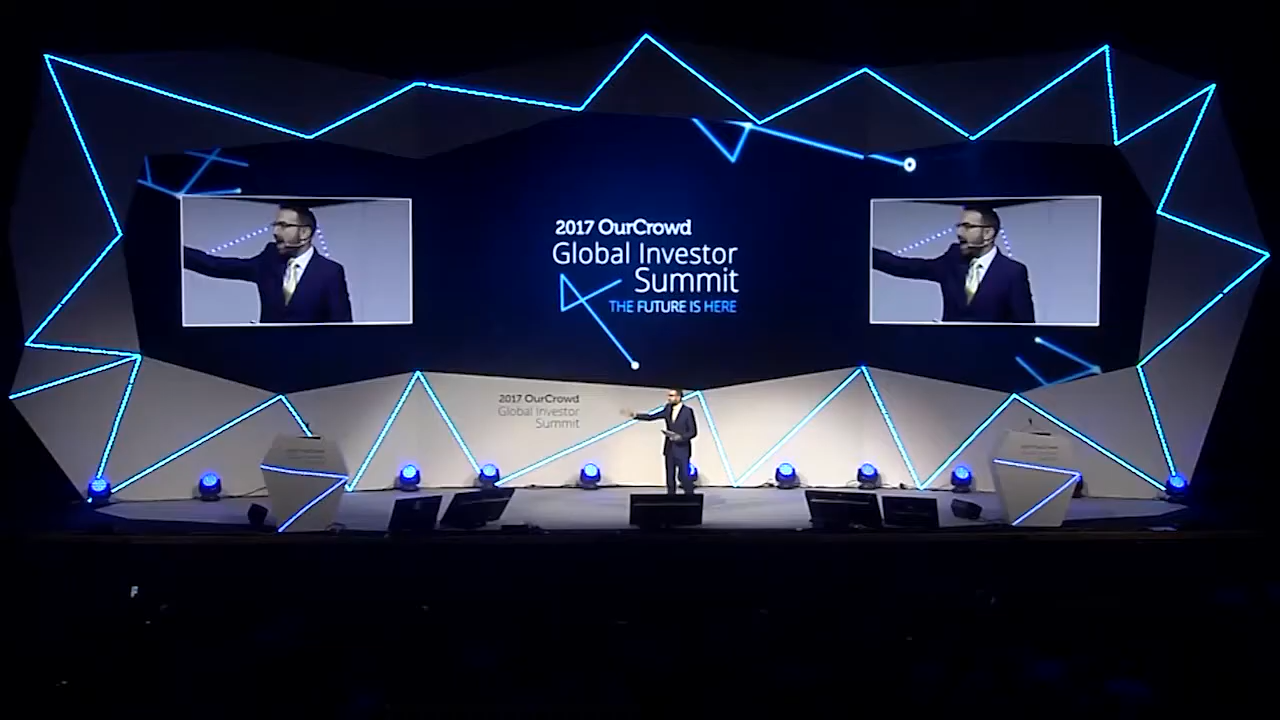 2017 OurCrowd
Global Investor
Summit
THE FUTURE IS HERE
2017 OurCrowd
Global Investor
Summit